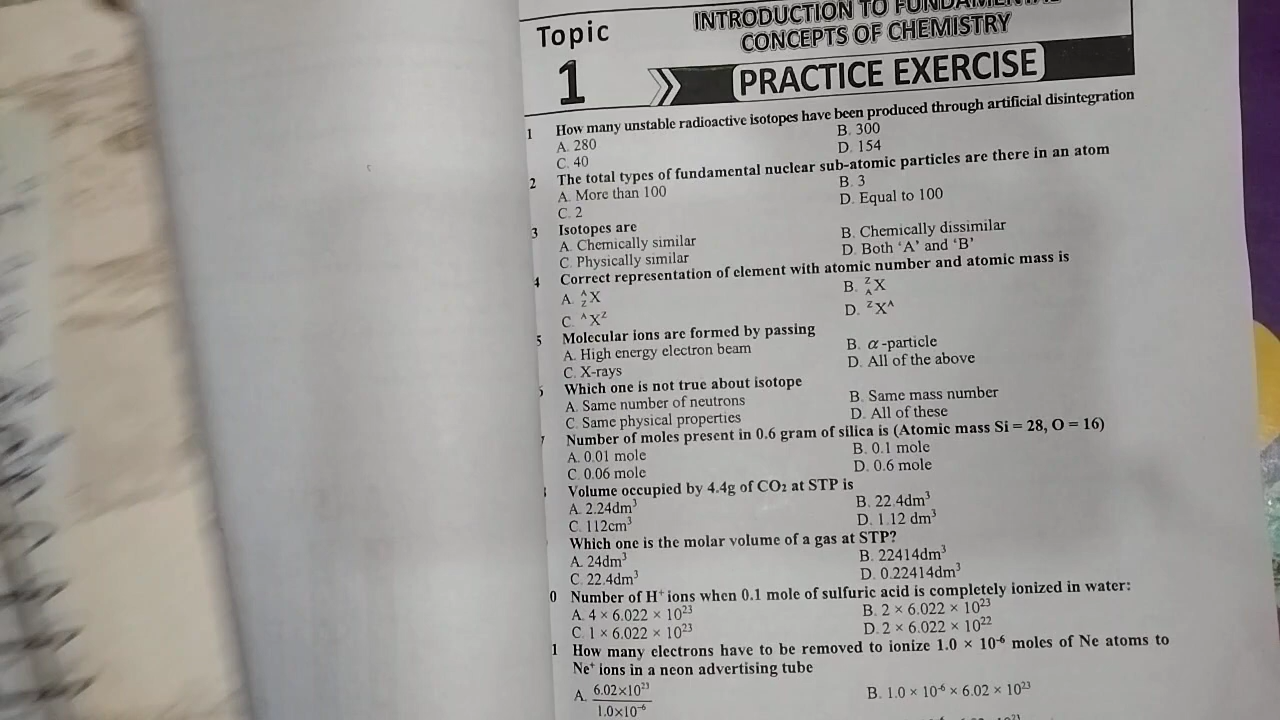 Topic
1
INTRODUCTION TO
CONCEPTS OF CHEMISTRY
PRACTICE EXERCISE
1 How many unstable radioactive isotopes have been produced through artificial disintegration
A. 280 B. 300
C. 40 D. 154
2 The total types of fundamental nuclear sub-atomic particles are there in an atom
A. More than 100 B. 3
C. 2 D. Equal to 100
3 Isotopes are
A. Chemically similar B. Chemically dissimilar
C. Physically similar D. Both ‘A’ and ‘B’
4 Correct representation of element with atomic number and atomic mass is
A. ᴬ_Z X B. ᶻ_A X
C. ᴬXᶻ D. ᶻXᴬ
5 Molecular ions are formed by passing
A. High energy electron beam B. α-particle
C. X-rays D. All of the above
Which one is not true about isotope
A. Same number of neutrons B. Same mass number
C. Same physical properties D. All of these
Number of moles present in 0.6 gram of silica is (Atomic mass Si = 28, O = 16)
A. 0.01 mole B. 0.1 mole
C. 0.06 mole D. 0.6 mole
Volume occupied by 4.4g of CO₂ at STP is
A. 2.24dm³ B. 22.4dm³
C. 112cm³ D. 1.12 dm³
Which one is the molar volume of a gas at STP?
A. 24dm³ B. 22414dm³
C. 22.4dm³ D. 0.22414dm³
0 Number of H⁺ ions when 0.1 mole of sulfuric acid is completely ionized in water:
A. 4 × 6.022 × 10²³ B. 2 × 6.022 × 10²³
C. 1 × 6.022 × 10²³ D. 2 × 6.022 × 10²²
1 How many electrons have to be removed to ionize 1.0 × 10⁻⁶ moles of Ne atoms to
Ne⁺ ions in a neon advertising tube
A. 6.02×10²³ / 1.0×10⁻⁶ B. 1.0 × 10⁻⁶ × 6.02 × 10²³